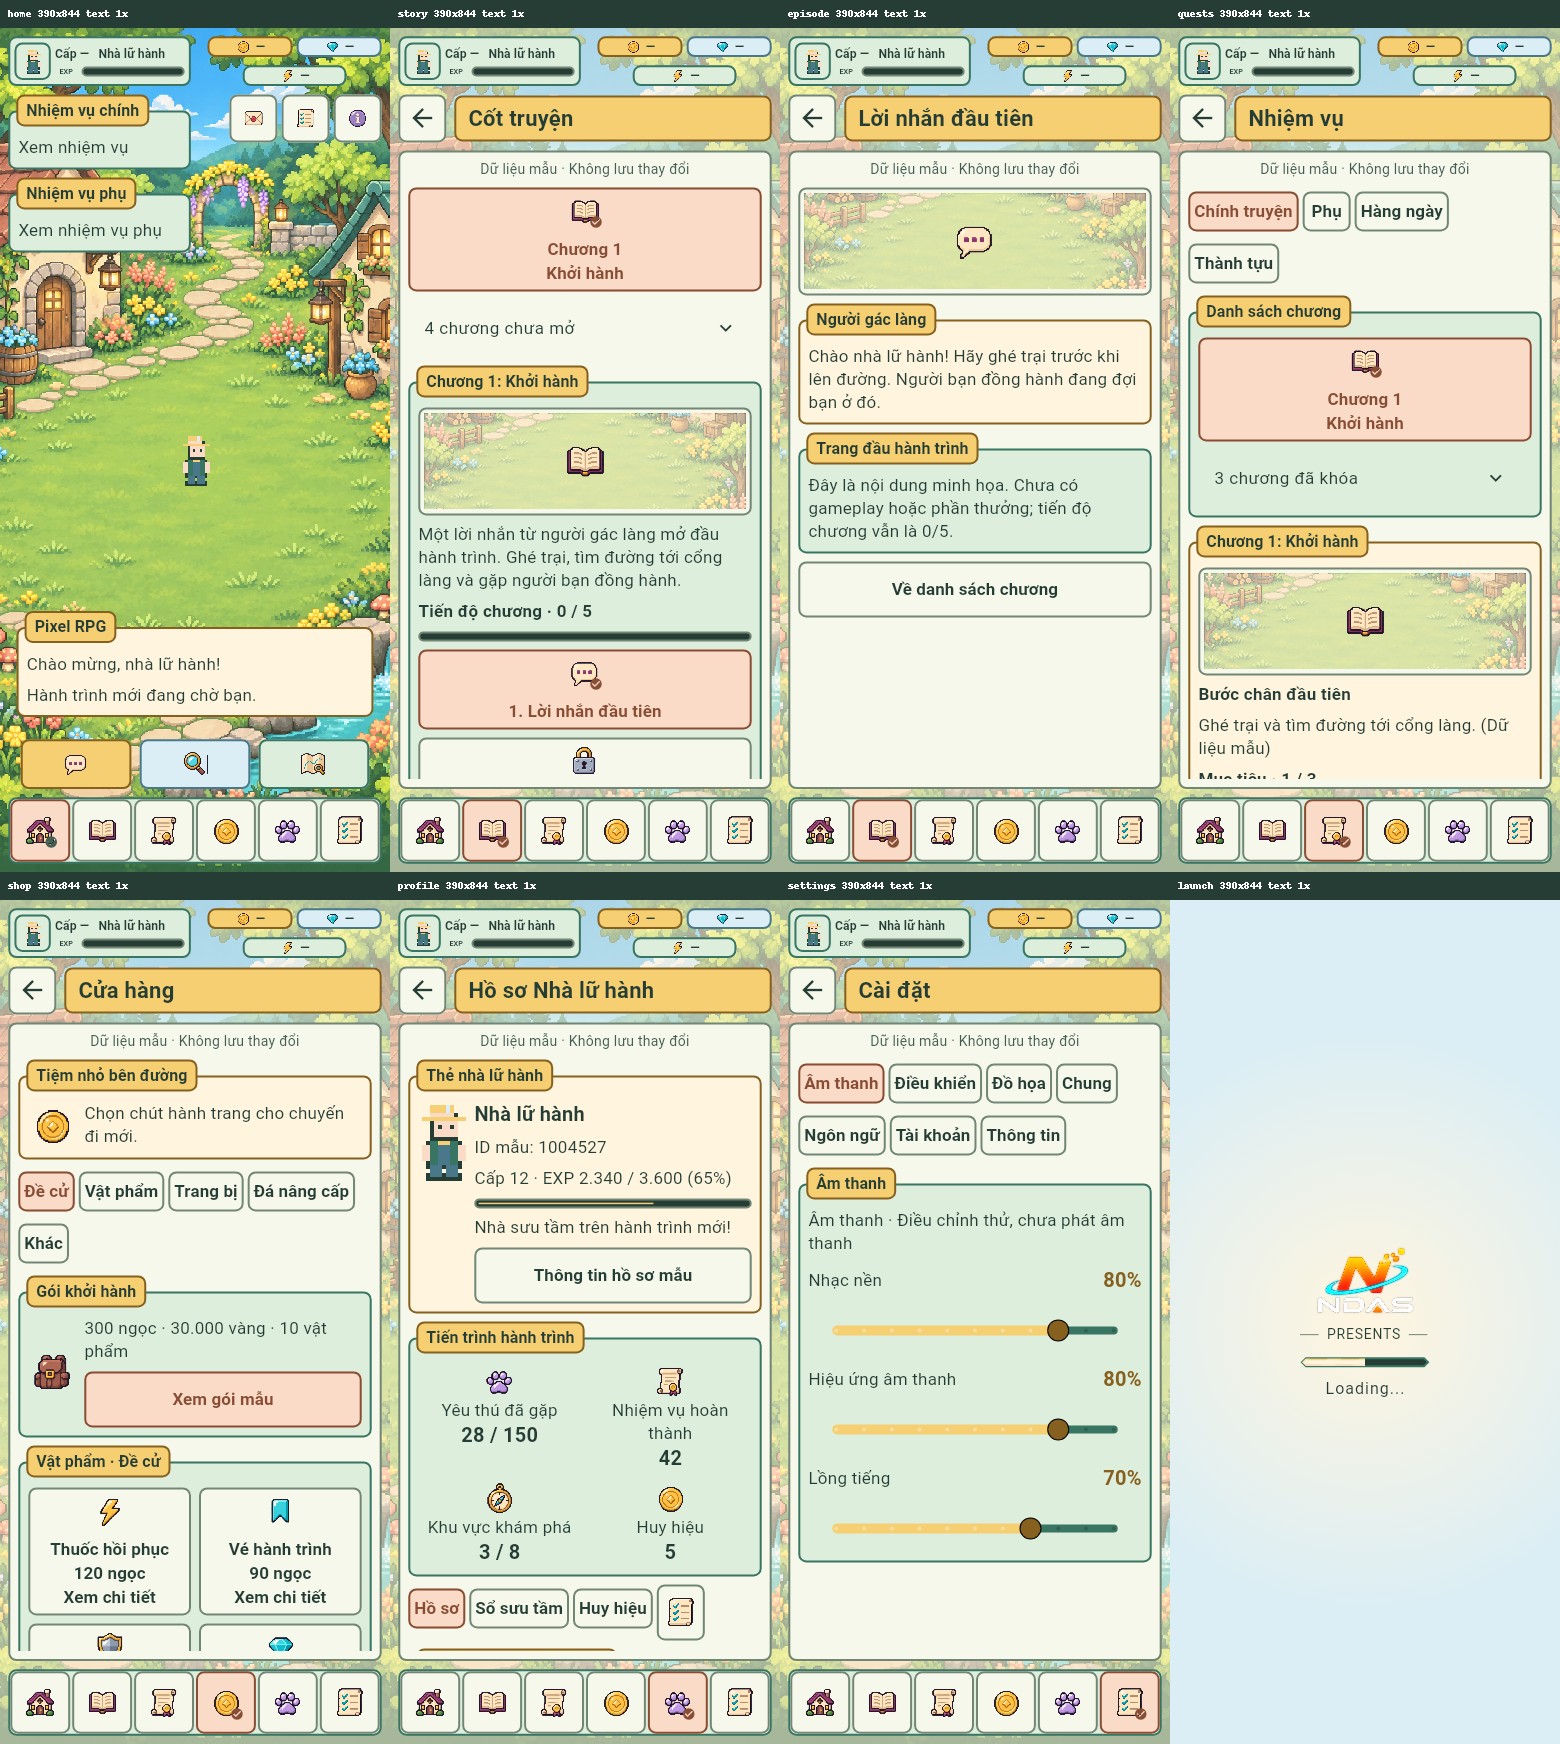 home 390x844 text 1x
Cấp — Nhà lữ hành
EXP
—
—
—
Nhiệm vụ chính
Xem nhiệm vụ
Nhiệm vụ phụ
Xem nhiệm vụ phụ
Pixel RPG
Chào mừng, nhà lữ hành!
Hành trình mới đang chờ bạn.
story 390x844 text 1x
Cấp — Nhà lữ hành
EXP
—
—
—
Cốt truyện
Dữ liệu mẫu · Không lưu thay đổi
Chương 1
Khởi hành
4 chương chưa mở
Chương 1: Khởi hành
Một lời nhắn từ người gác làng mở đầu
hành trình. Ghé trại, tìm đường tới cổng
làng và gặp người bạn đồng hành.
Tiến độ chương · 0 / 5
1. Lời nhắn đầu tiên
episode 390x844 text 1x
Cấp — Nhà lữ hành
EXP
—
—
—
Lời nhắn đầu tiên
Dữ liệu mẫu · Không lưu thay đổi
Người gác làng
Chào nhà lữ hành! Hãy ghé trại trước khi
lên đường. Người bạn đồng hành đang đợi
bạn ở đó.
Trang đầu hành trình
Đây là nội dung minh họa. Chưa có
gameplay hoặc phần thưởng; tiến độ
chương vẫn là 0/5.
Về danh sách chương
quests 390x844 text 1x
Cấp — Nhà lữ hành
EXP
—
—
—
Nhiệm vụ
Dữ liệu mẫu · Không lưu thay đổi
Chính truyện Phụ Hàng ngày
Thành tựu
Danh sách chương
Chương 1
Khởi hành
3 chương đã khóa
Chương 1: Khởi hành
Bước chân đầu tiên
Ghé trại và tìm đường tới cổng làng. (Dữ
liệu mẫu)
Mục tiêu · 1 / 3
shop 390x844 text 1x
Cấp — Nhà lữ hành
EXP
—
—
—
Cửa hàng
Dữ liệu mẫu · Không lưu thay đổi
Tiệm nhỏ bên đường
Chọn chút hành trang cho chuyến
đi mới.
Đề cử Vật phẩm Trang bị Đá nâng cấp
Khác
Gói khởi hành
300 ngọc · 30.000 vàng · 10 vật
phẩm
Xem gói mẫu
Vật phẩm · Đề cử
Thuốc hồi phục
120 ngọc
Xem chi tiết
Vé hành trình
90 ngọc
Xem chi tiết
profile 390x844 text 1x
Cấp — Nhà lữ hành
EXP
—
—
—
Hồ sơ Nhà lữ hành
Dữ liệu mẫu · Không lưu thay đổi
Thẻ nhà lữ hành
Nhà lữ hành
ID mẫu: 1004527
Cấp 12 · EXP 2.340 / 3.600 (65%)
Nhà sưu tầm trên hành trình mới!
Thông tin hồ sơ mẫu
Tiến trình hành trình
Yêu thú đã gặp
28 / 150
Nhiệm vụ hoàn
thành
42
Khu vực khám phá
3 / 8
Huy hiệu
5
Hồ sơ Sổ sưu tầm Huy hiệu
settings 390x844 text 1x
Cấp — Nhà lữ hành
EXP
—
—
—
Cài đặt
Dữ liệu mẫu · Không lưu thay đổi
Âm thanh Điều khiển Đồ họa Chung
Ngôn ngữ Tài khoản Thông tin
Âm thanh
Âm thanh · Điều chỉnh thử, chưa phát âm
thanh
Nhạc nền 80%
Hiệu ứng âm thanh 80%
Lồng tiếng 70%
launch 390x844 text 1x
NDAS
PRESENTS
Loading...